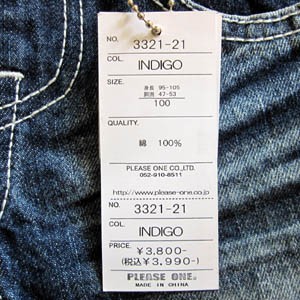 NO. 3321-21
COL. INDIGO
SIZE.
身長 95-105
胴囲 47-53
100
QUALITY.
綿 100%
PLEASE ONE CO.,LTD.
052-910-8511
http://www.please-one.co.jp
NO. 3321-21
COL. INDIGO
PRICE. ¥3,800-
(税込¥3,990-)
PLEASE ONE.
MADE IN CHINA